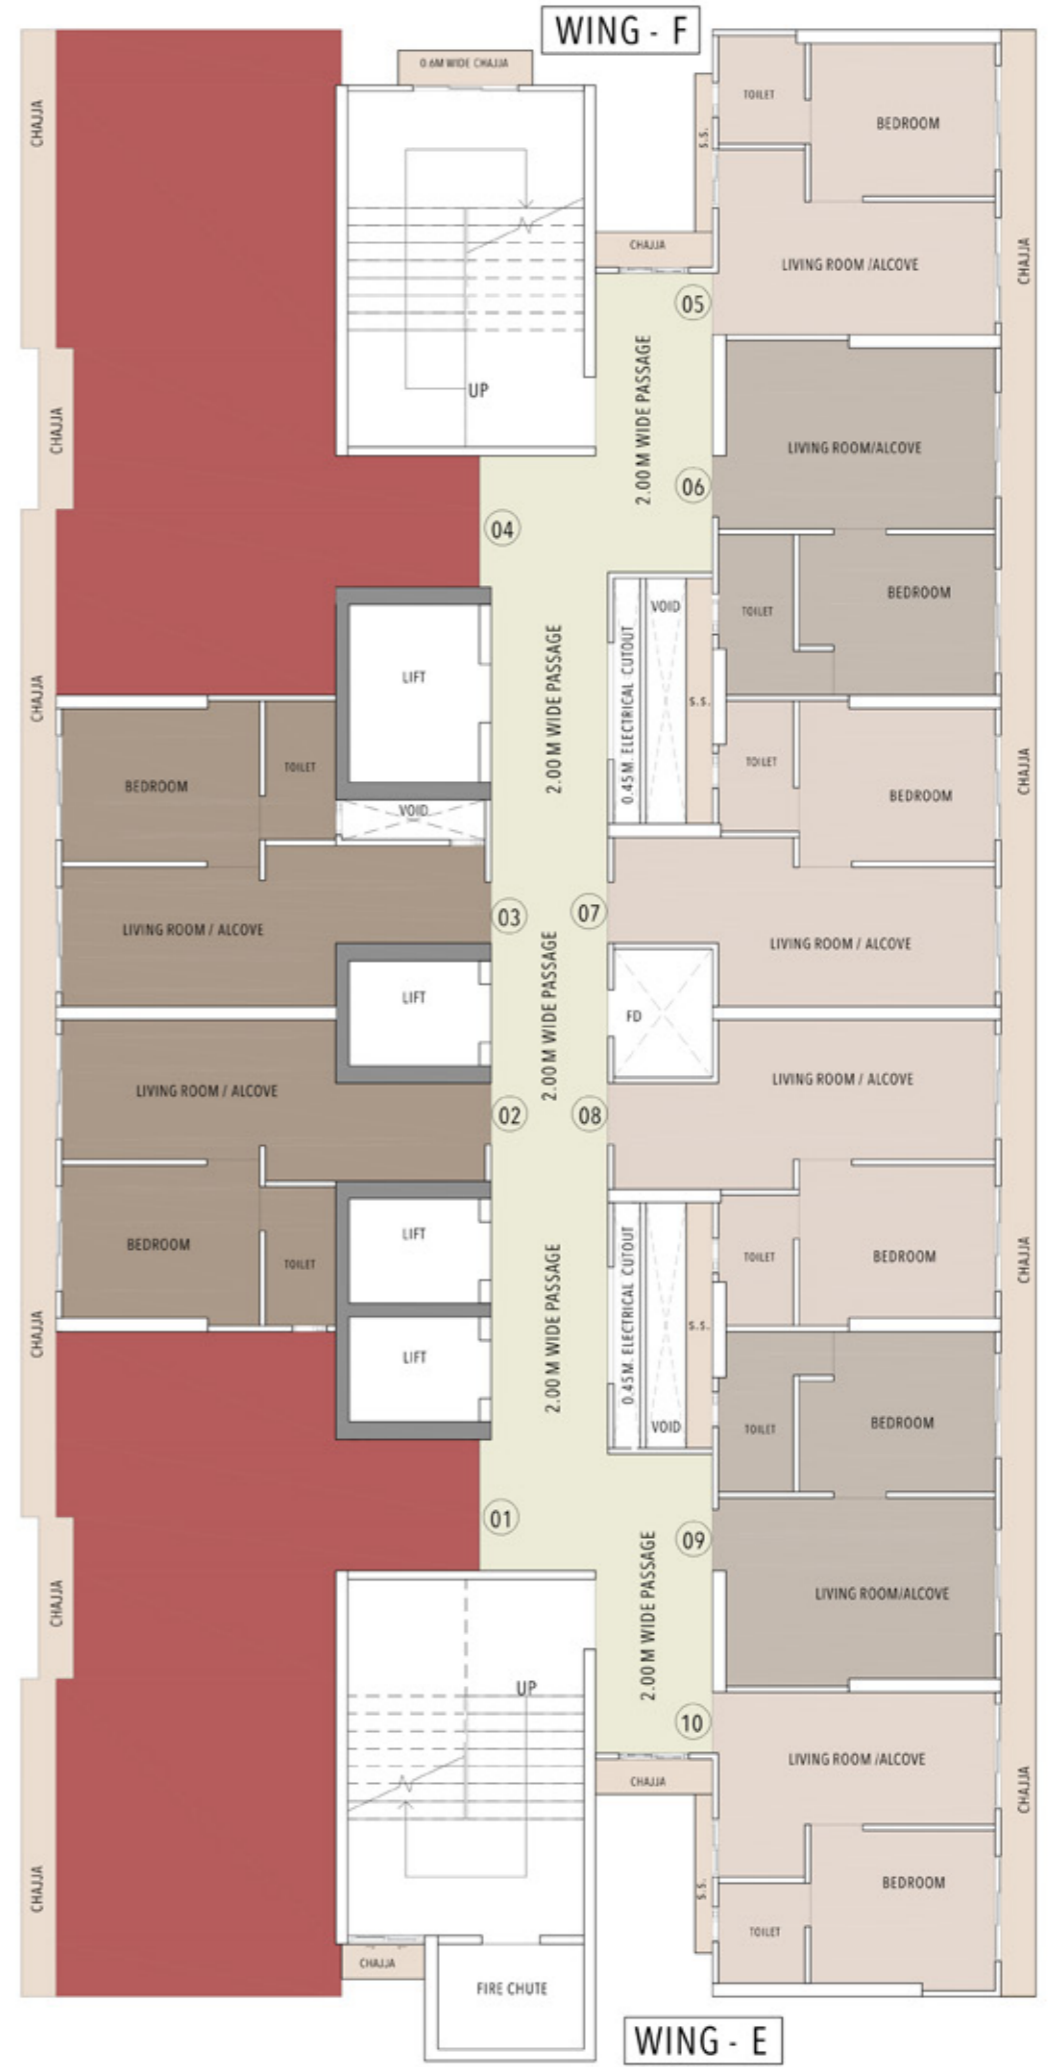 WING - F
0.6M WIDE CHAJJA
CHAJJA
TOILET
BEDROOM
S.S.
CHAJJA
LIVING ROOM /ALCOVE
CHAJJA
05
UP
2.00 M WIDE PASSAGE
CHAJJA
LIVING ROOM/ALCOVE
06
04
BEDROOM
TOILET
VOID
0.45 M. ELECTRICAL CUTOUT
S.S.
LIFT
2.00 M WIDE PASSAGE
CHAJJA
BEDROOM
TOILET
TOILET
BEDROOM
CHAJJA
VOID
LIVING ROOM / ALCOVE
03
07
LIVING ROOM / ALCOVE
LIFT
2.00 M WIDE PASSAGE
FD
LIVING ROOM / ALCOVE
02
08
LIVING ROOM / ALCOVE
BEDROOM
TOILET
LIFT
TOILET
BEDROOM
CHAJJA
CHAJJA
LIFT
2.00 M WIDE PASSAGE
0.45 M. ELECTRICAL CUTOUT
S.S.
VOID
TOILET
BEDROOM
01
09
CHAJJA
2.00 M WIDE PASSAGE
LIVING ROOM/ALCOVE
UP
10
LIVING ROOM /ALCOVE
CHAJJA
CHAJJA
CHAJJA
S.S.
BEDROOM
TOILET
CHAJJA
FIRE CHUTE
WING - E